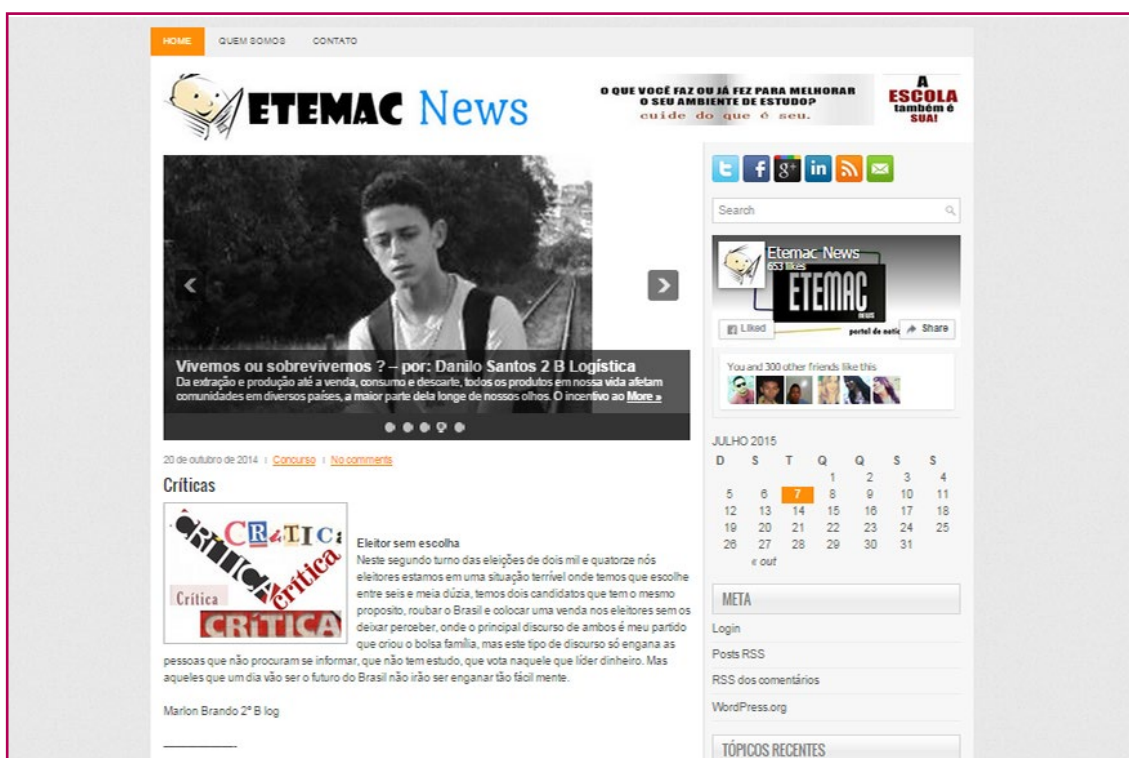 HOME QUEM SOMOS CONTATO
ETEMAC News
O QUE VOCÊ FAZ OU JÁ FEZ PARA MELHORAR
O SEU AMBIENTE DE ESTUDO?
cuide do que é seu.
A
ESCOLA
também é
SUA!
Vivemos ou sobrevivemos ? – por: Danilo Santos 2 B Logística
Da extração e produção até a venda, consumo e descarte, todos os produtos em nossa vida afetam
comunidades em diversos países, a maior parte dela longe de nossos olhos. O incentivo ao More »
20 de outubro de 2014 | Concurso | No comments
Críticas
CRÍTICA
CRÍTICA
crítica
Crítica
CRÍTICA
Eleitor sem escolha
Neste segundo turno das eleições de dois mil e quatorze nós
eleitores estamos em uma situação terrível onde temos que escolhe
entre seis e meia dúzia, temos dois candidatos que tem o mesmo
proposito, roubar o Brasil e colocar uma venda nos eleitores sem os
deixar perceber, onde o principal discurso de ambos é meu partido
que criou o bolsa família, mas este tipo de discurso só engana as
pessoas que não procuram se informar, que não tem estudo, que vota naquele que líder dinheiro. Mas
aqueles que um dia vão ser o futuro do Brasil não irão ser enganar tão fácil mente.
Marlon Brando 2° B log
——————-
Search
Etemac News
653 likes
ETEMAC
news
Liked
portal de notic
Share
You and 300 other friends like this
JULHO 2015
D S T Q Q S S
1 2 3 4
5 6 7 8 9 10 11
12 13 14 15 16 17 18
19 20 21 22 23 24 25
26 27 28 29 30 31
« out
META
Login
Posts RSS
RSS dos comentários
WordPress.org
TÓPICOS RECENTES